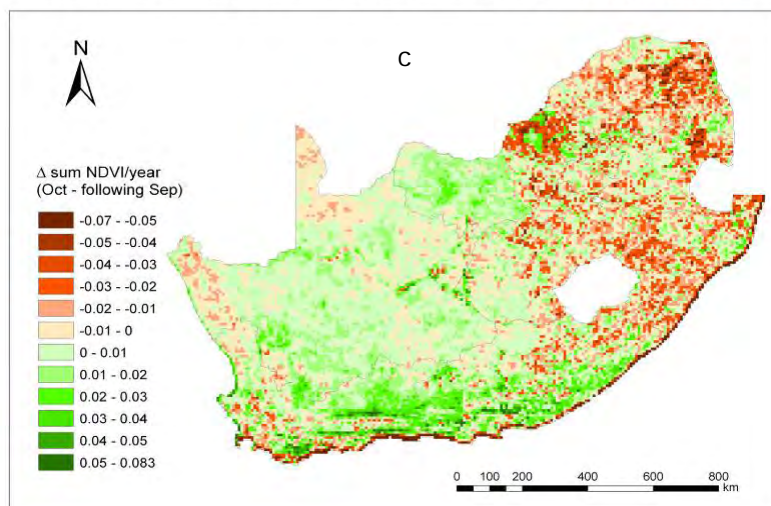 N
C
Δ sum NDVI/year
(Oct - following Sep)
-0.07 - -0.05
-0.05 - -0.04
-0.04 - -0.03
-0.03 - -0.02
-0.02 - -0.01
-0.01 - 0
0 - 0.01
0.01 - 0.02
0.02 - 0.03
0.03 - 0.04
0.04 - 0.05
0.05 - 0.083
0 100 200 400 600 800
km